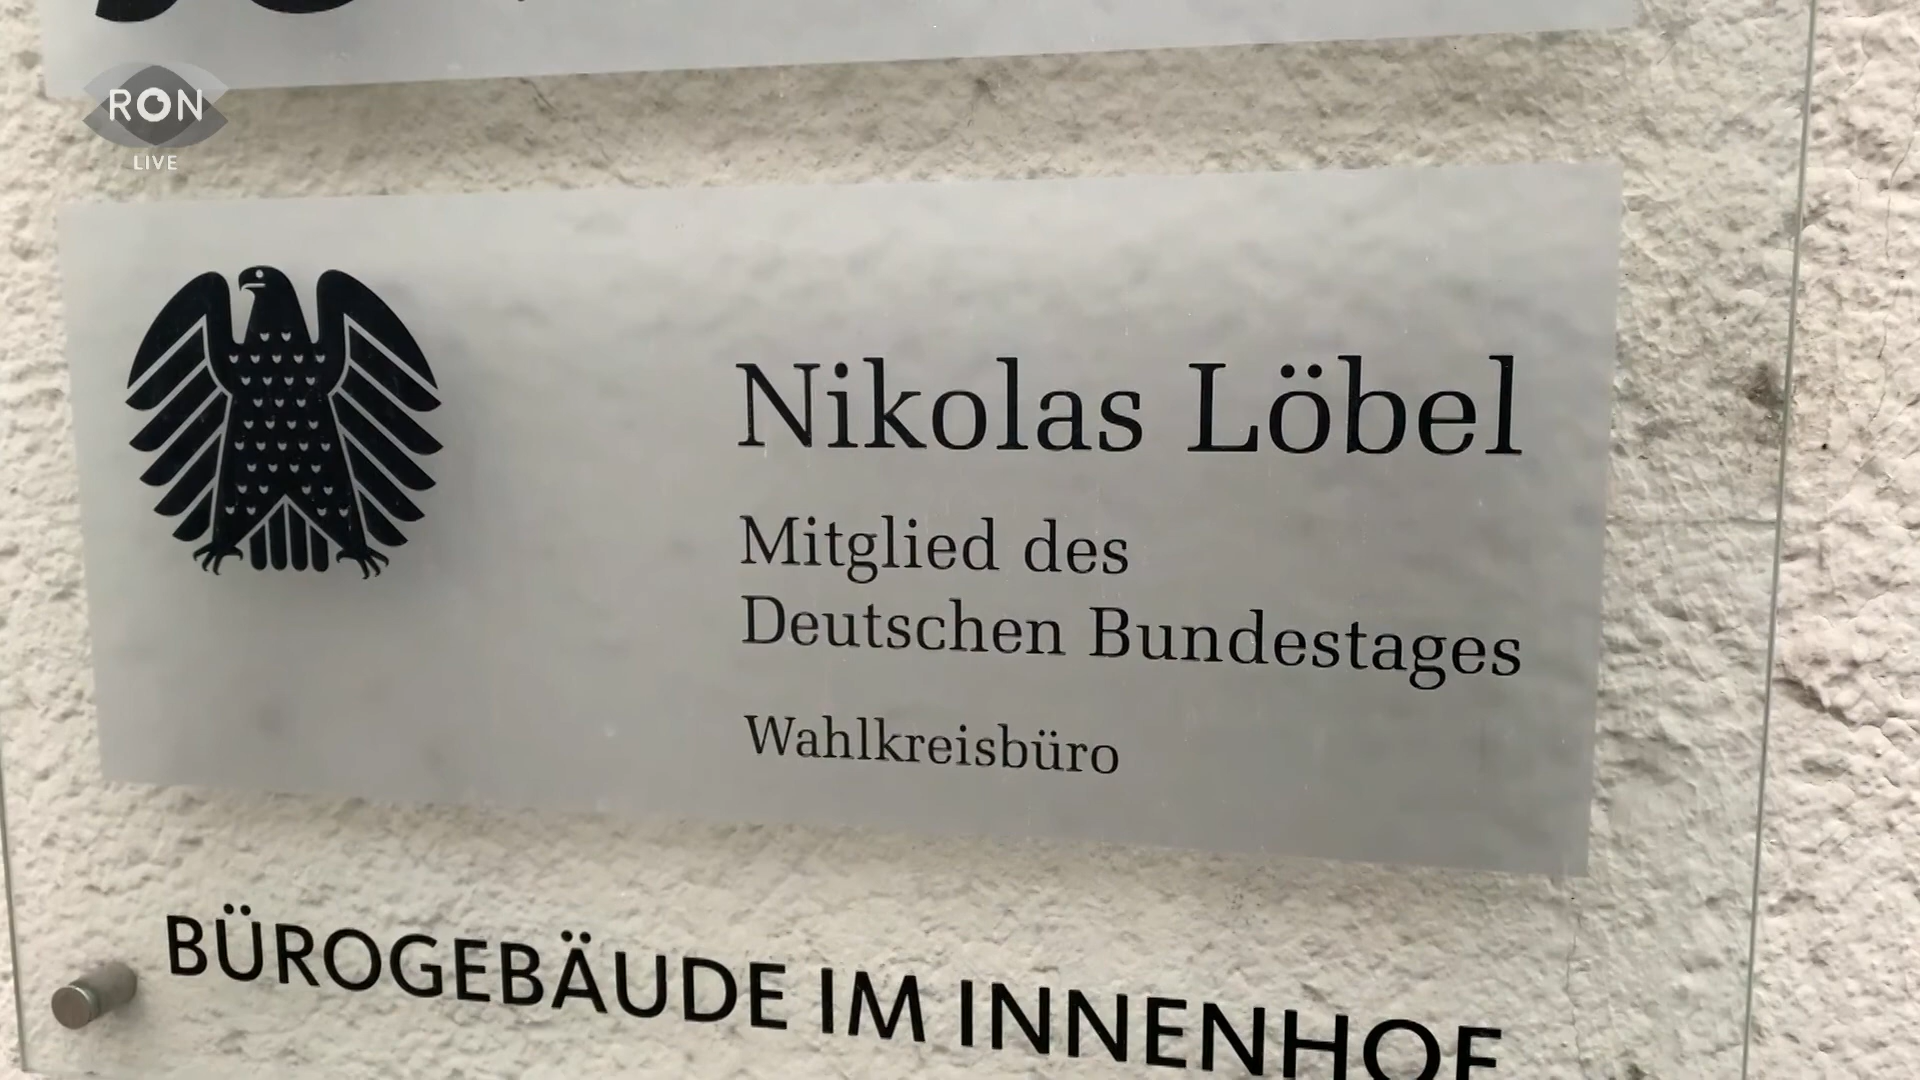 RON
LIVE
Nikolas Löbel
Mitglied des
Deutschen Bundestages
Wahlkreisbüro
BÜROGEBÄUDE IM INNENHOF